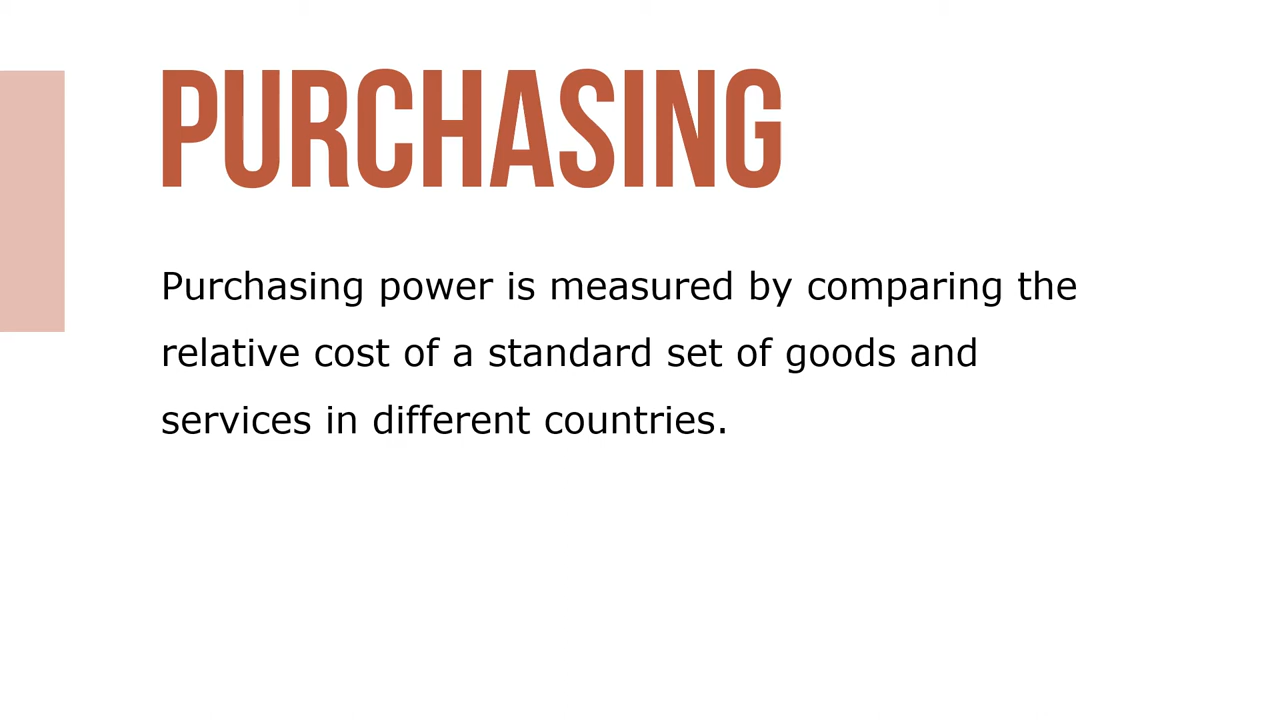 PURCHASING
Purchasing power is measured by comparing the
relative cost of a standard set of goods and
services in different countries.